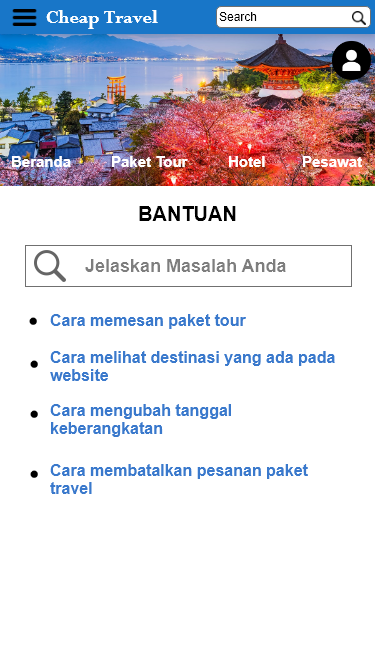 Cheap Travel
Search
Beranda Paket Tour Hotel Pesawat
BANTUAN
Jelaskan Masalah Anda
Cara memesan paket tour
Cara melihat destinasi yang ada pada
website
Cara mengubah tanggal
keberangkatan
Cara membatalkan pesanan paket
travel